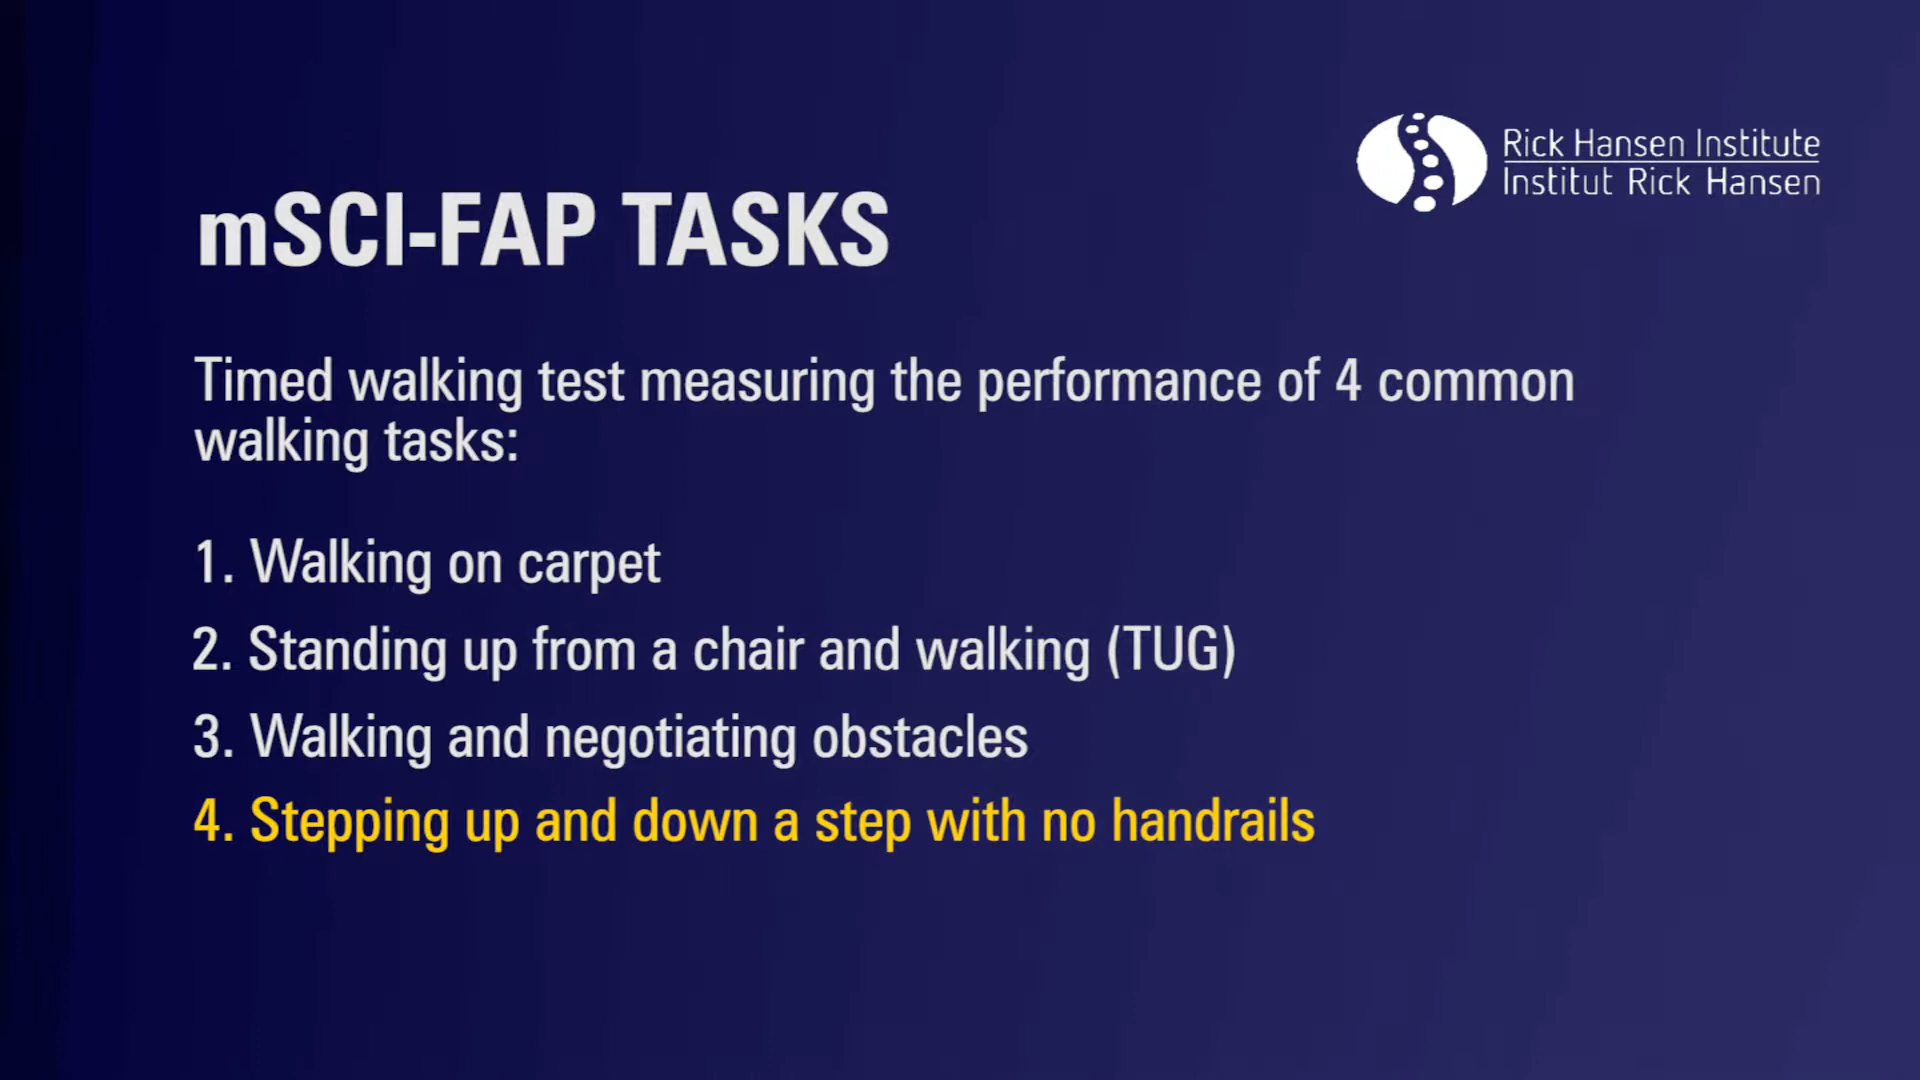 Rick Hansen Institute
Institut Rick Hansen
mSCI-FAP TASKS
Timed walking test measuring the performance of 4 common
walking tasks:
1. Walking on carpet
2. Standing up from a chair and walking (TUG)
3. Walking and negotiating obstacles
4. Stepping up and down a step with no handrails